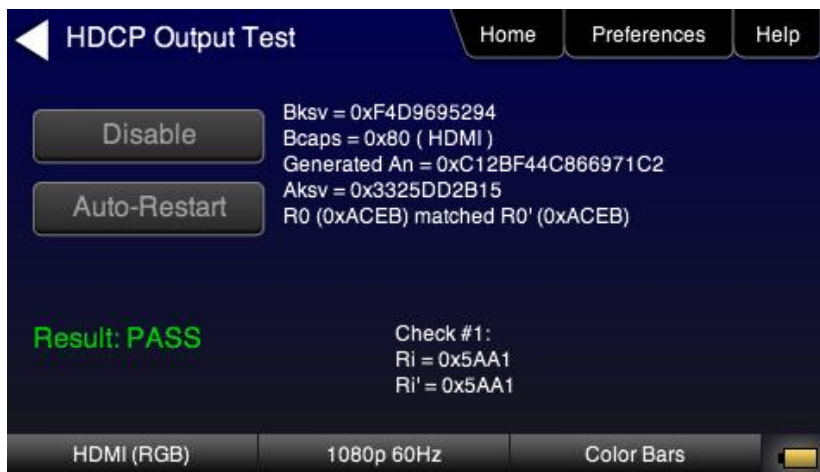 HDCP Output Test
Home
Preferences
Help
Disable
Auto-Restart
Bksv = 0xF4D9695294
Bcaps = 0x80 ( HDMI )
Generated An = 0xC12BF44C866971C2
Aksv = 0x3325DD2B15
R0 (0xACEB) matched R0' (0xACEB)
Result: PASS
Check #1:
Ri = 0x5AA1
Ri' = 0x5AA1
HDMI (RGB)
1080p 60Hz
Color Bars